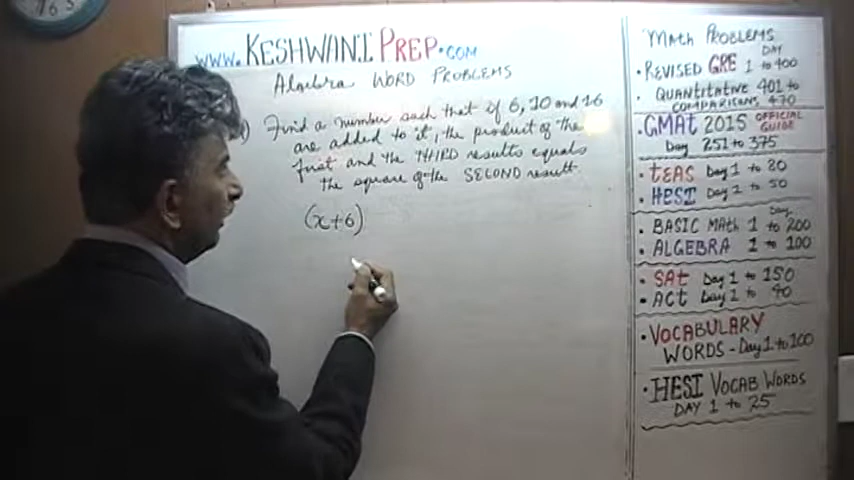 www.KESHWANIPREP.COM
Algebra WORD PROBLEMS
Find a number such that if 6, 10 and 16
are added to it, the product of the
first and the THIRD results equals
the square of the SECOND result.
(x+6)
MATH PROBLEMS
DAY
• REVISED GRE 1 to 400
• QUANTITATIVE 401 to
COMPARISONS 470
• GMAT 2015 OFFICIAL
GUIDE
Day 251 to 375
• TEAS Day 1 to 80
• HESI Day 1 to 50
Day
• BASIC MATH 1 to 200
• ALGEBRA 1 to 100
• SAT Day 1 to 150
• ACT Day 1 to 40
• VOCABULARY
WORDS - Day 1 to 100
• HESI VOCAB WORDS
DAY 1 to 25